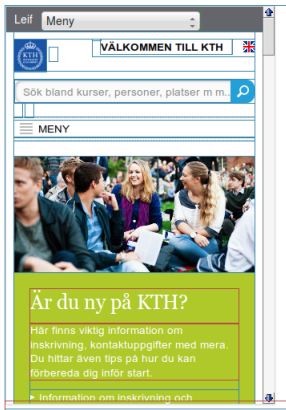 Leif Meny
KTH
VÄLKOMMEN TILL KTH
Sök bland kurser, personer, platser m m..
MENY
Är du ny på KTH?
Här finns viktig information om
inskrivning, kontaktuppgifter med mera.
Du hittar även tips på hur du kan
förbereda dig inför start.
Information om inskrivning och